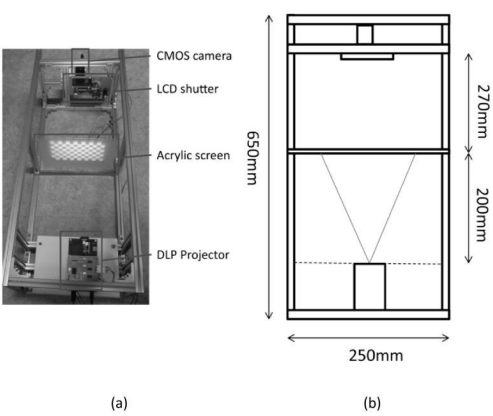 CMOS camera
LCD shutter
Acrylic screen
DLP Projector
650mm
270mm
200mm
250mm
(a)
(b)